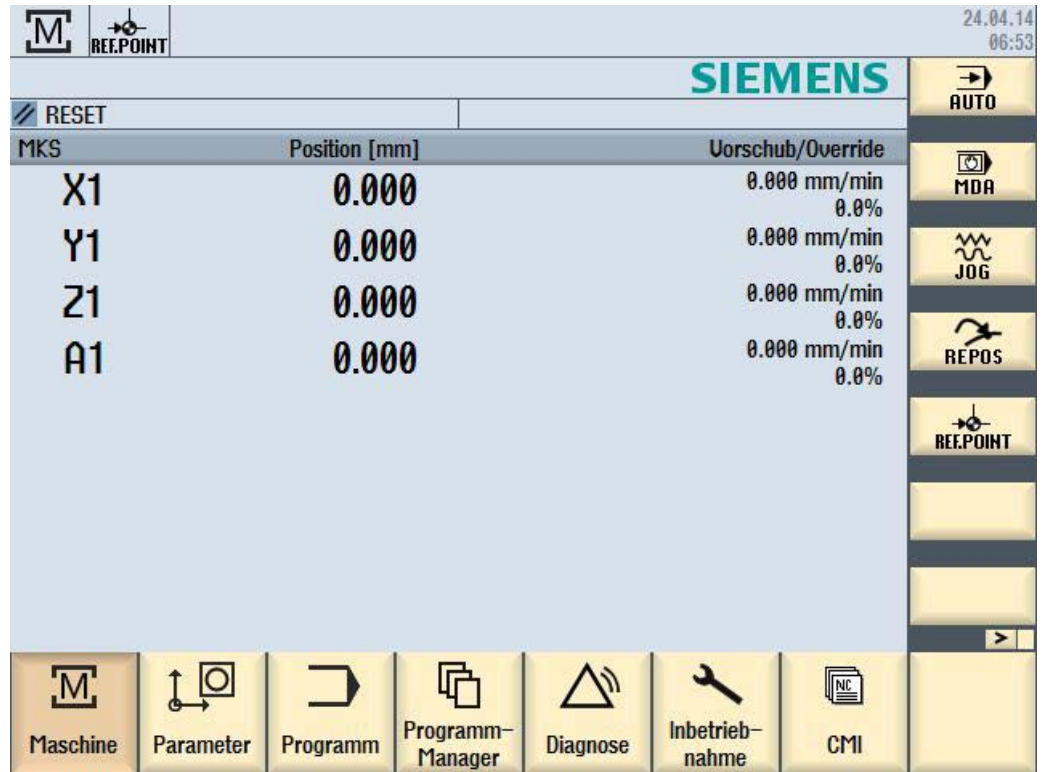 M
REF.POINT
24.04.14
06:53
SIEMENS
RESET
MKS Position [mm] Vorschub/Override
X1 0.000 0.000 mm/min
0.0%
Y1 0.000 0.000 mm/min
0.0%
Z1 0.000 0.000 mm/min
0.0%
A1 0.000 0.000 mm/min
0.0%
AUTO
MDA
JOG
REPOS
REF.POINT
>
M
Maschine
Parameter
Programm
Programm-
Manager
Diagnose
Inbetrieb-
nahme
NC
CMI